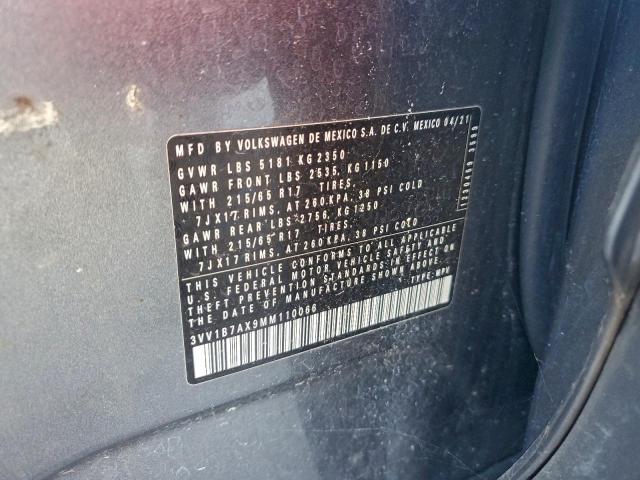 MFD BY VOLKSWAGEN DE MEXICO S.A. DE C.V. MEXICO 04/21
GVWR LBS 5181 KG 2350
GAWR FRONT LBS 2535, KG 1150
WITH 215/65 R17 TIRES.
7JX17 RIMS, AT 260 KPA, 38 PSI COLD
GAWR REAR LBS 2756, KG 1250
WITH 215/65 R17 TIRES.
7JX17 RIMS, AT 260 KPA, 38 PSI COLD
THIS VEHICLE CONFORMS TO ALL APPLICABLE
U.S. FEDERAL MOTOR VEHICLE SAFETY AND
THEFT PREVENTION STANDARDS IN EFFECT ON
THE DATE OF MANUFACTURE SHOWN ABOVE.
TYPE: MPV
3VV1B7AX9MM110066